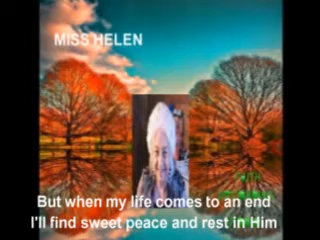 MISS HELEN
But when my life comes to an end
I'll find sweet peace and rest in Him